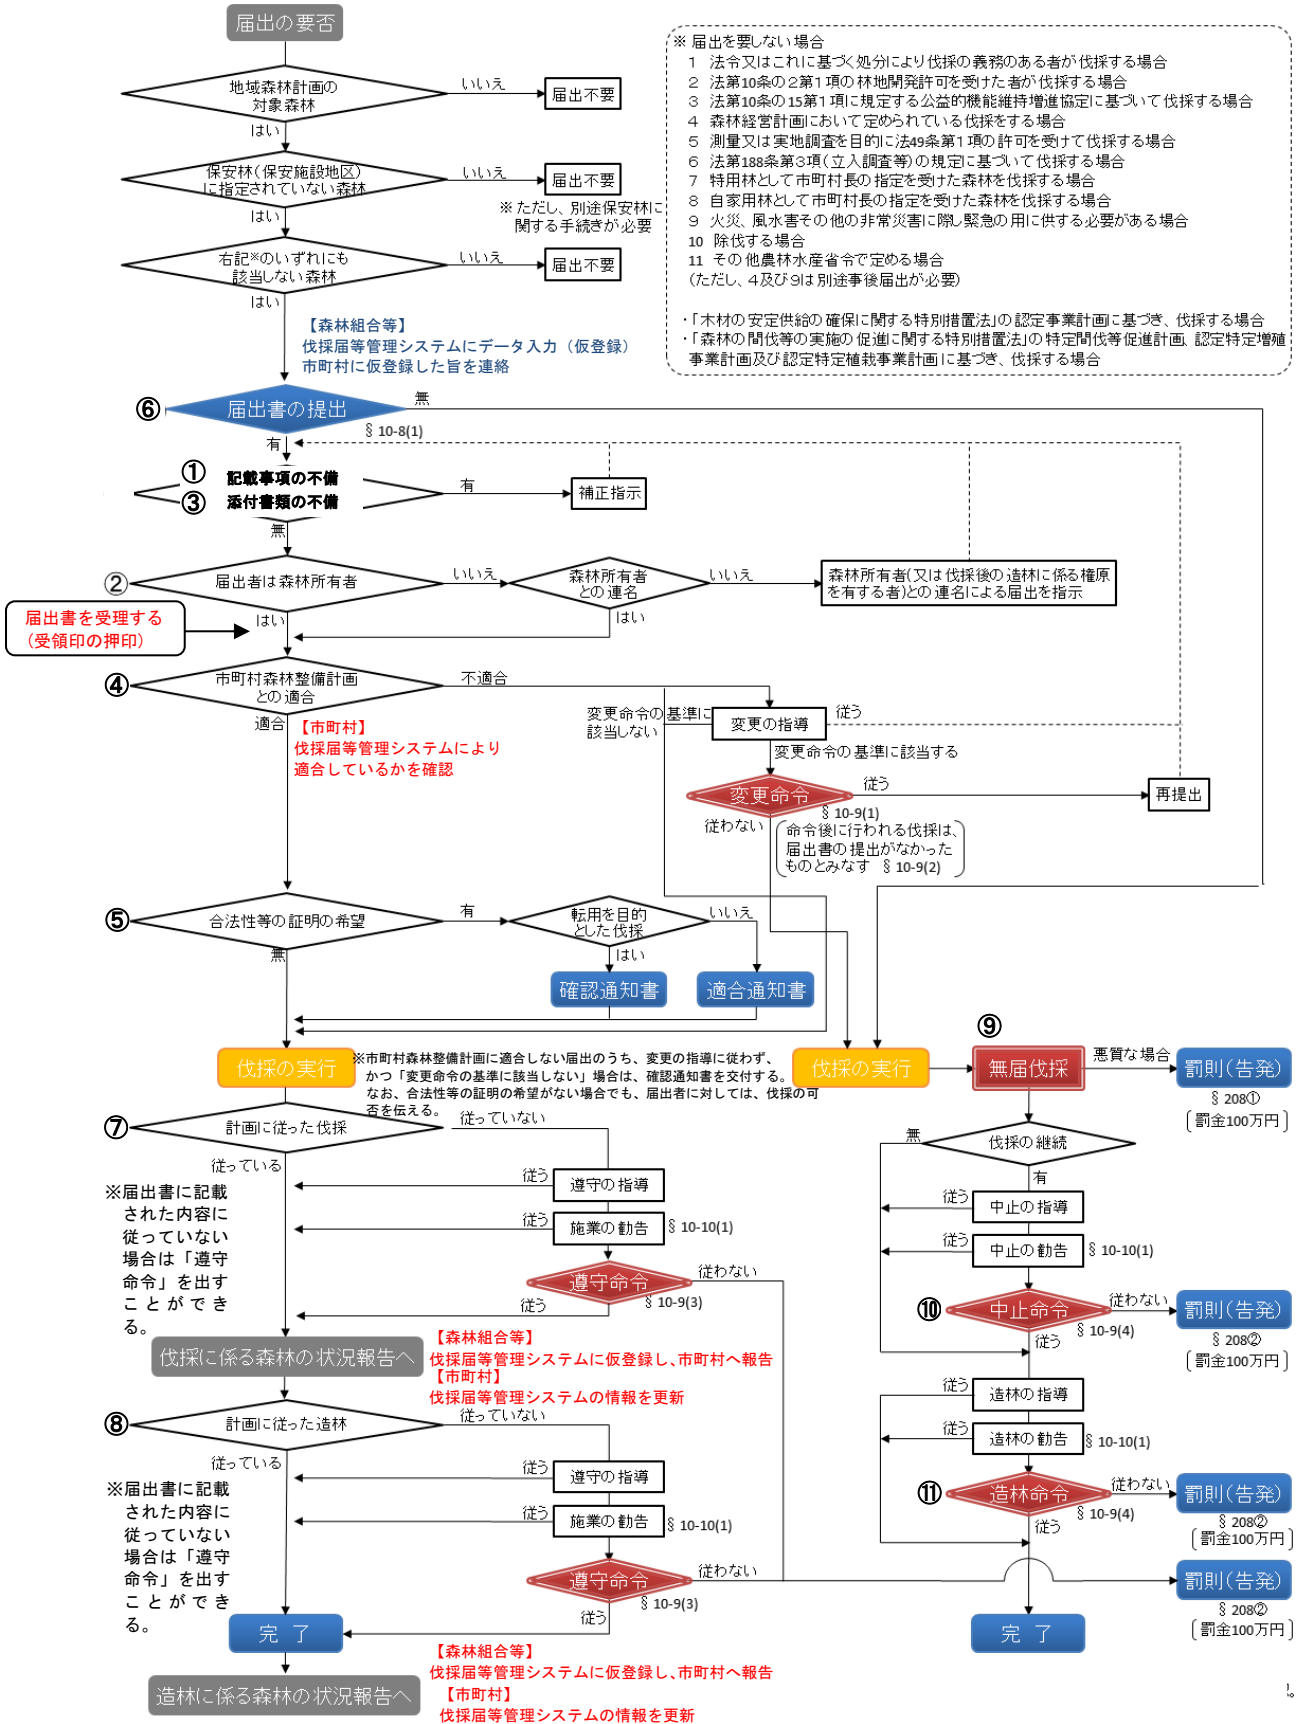 届出の要否
地域森林計画の
対象森林
いいえ
届出不要
はい
保安林(保安施設地区)
に指定されていない森林
いいえ
届出不要
※ただし、別途保安林に
関する手続きが必要
はい
右記※のいずれにも
該当しない森林
いいえ
届出不要
はい
※ 届出を要しない場合
1 法令又はこれに基づく処分により伐採の義務のある者が伐採する場合
2 法第10条の2第1項の林地開発許可を受けた者が伐採する場合
3 法第10条の15第1項に規定する公益的機能維持増進協定に基づいて伐採する場合
4 森林経営計画において定められている伐採をする場合
5 測量又は実地調査を目的に法49条第1項の許可を受けて伐採する場合
6 法第188条第3項(立入調査等)の規定に基づいて伐採する場合
7 特用林として市町村長の指定を受けた森林を伐採する場合
8 自家用林として市町村長の指定を受けた森林を伐採する場合
9 火災、風水害その他の非常災害に際し緊急の用に供する必要がある場合
10 除伐する場合
11 その他農林水産省令で定める場合
(ただし、4及び9は別途事後届出が必要)
・「木材の安定供給の確保に関する特別措置法」の認定事業計画に基づき、伐採する場合
・「森林の間伐等の実施の促進に関する特別措置法」の特定間伐等促進計画、認定特定増殖
事業計画及び認定特定植栽事業計画に基づき、伐採する場合
【森林組合等】
伐採届等管理システムにデータ入力（仮登録）
市町村に仮登録した旨を連絡
⑥
届出書の提出
無
§10-8(1)
有
① 記載事項の不備
③ 添付書類の不備
有
補正指示
無
②
届出者は森林所有者
いいえ
森林所有者
との連名
いいえ
森林所有者(又は伐採後の造林に係る権原
を有する者)との連名による届出を指示
はい
はい
届出書を受理する
（受領印の押印）
④
市町村森林整備計画
との適合
不適合
適合
【市町村】
伐採届等管理システムにより
適合しているかを確認
変更命令の基準に
該当しない
変更の指導
従う
変更命令の基準に該当する
変更命令
従う
再提出
§10-9(1)
従わない
命令後に行われる伐採は、
届出書の提出がなかった
ものとみなす §10-9(2)
⑤
合法性等の証明の希望
有
転用を目的
とした伐採
いいえ
無
はい
確認通知書
適合通知書
伐採の実行
※市町村森林整備計画に適合しない届出のうち、変更の指導に従わず、
かつ「変更命令の基準に該当しない」場合は、確認通知書を交付する。
なお、合法性等の証明の希望がない場合でも、届出者に対しては、伐採の可
否を伝える。
伐採の実行
⑨
無届伐採
悪質な場合
罰則(告発)
§208①
〔罰金100万円〕
⑦
計画に従った伐採
従っていない
従っている
※届出書に記載
された内容に
従っていない
場合は「遵守
命令」を出す
ことができ
る。
従う
遵守の指導
従う
施業の勧告
§10-10(1)
遵守命令
従わない
§10-9(3)
従う
無
伐採の継続
有
従う
中止の指導
従う
中止の勧告
§10-10(1)
⑩
中止命令
従わない
罰則(告発)
§10-9(4)
§208②
〔罰金100万円〕
従う
伐採に係る森林の状況報告へ
【森林組合等】
伐採届等管理システムに仮登録し、市町村へ報告
【市町村】
伐採届等管理システムの情報を更新
従う
造林の指導
従う
造林の勧告
§10-10(1)
⑪
造林命令
従わない
罰則(告発)
§10-9(4)
§208②
〔罰金100万円〕
従う
⑧
計画に従った造林
従っていない
従っている
※届出書に記載
された内容に
従っていない
場合は「遵守
命令」を出す
ことができ
る。
従う
遵守の指導
従う
施業の勧告
§10-10(1)
遵守命令
従わない
§10-9(3)
従う
罰則(告発)
§208②
〔罰金100万円〕
完 了
完 了
【森林組合等】
伐採届等管理システムに仮登録し、市町村へ報告
【市町村】
伐採届等管理システムの情報を更新
造林に係る森林の状況報告へ